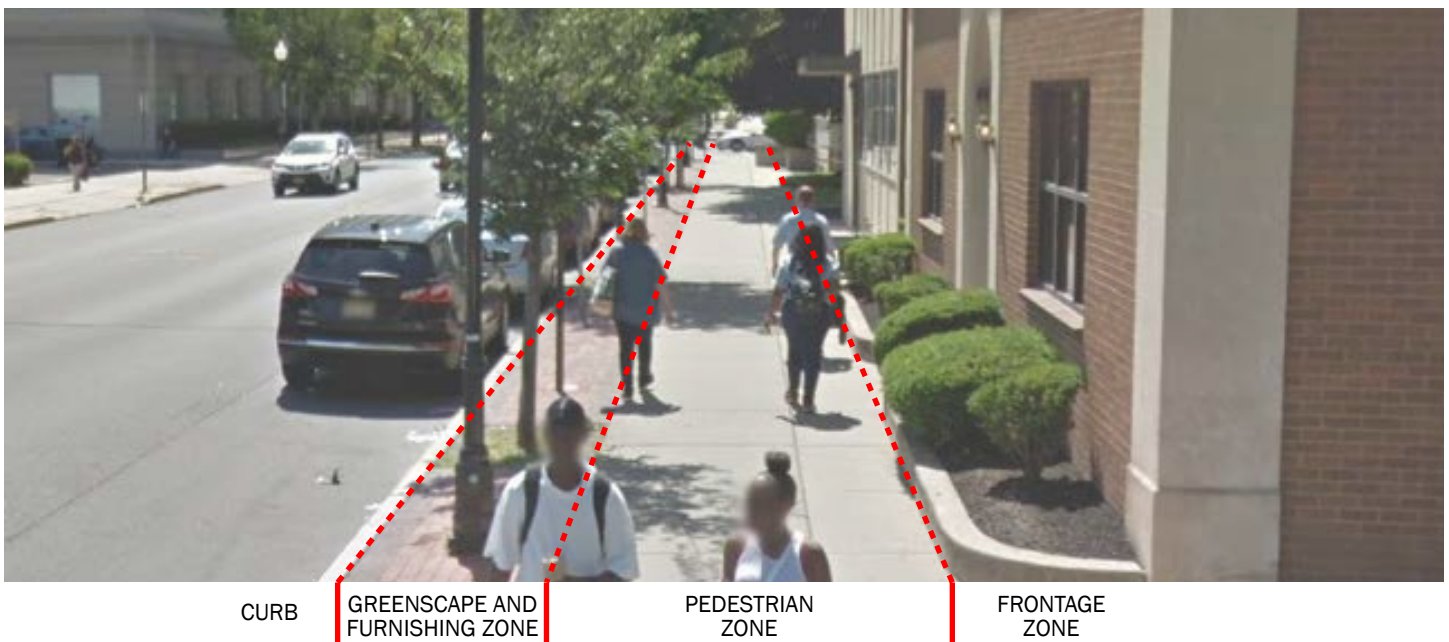 CURB
GREENSCAPE AND
FURNISHING ZONE
PEDESTRIAN
ZONE
FRONTAGE
ZONE